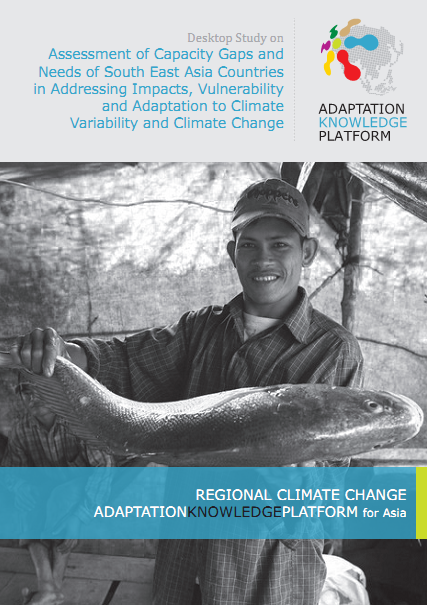 Desktop Study on
Assessment of Capacity Gaps and
Needs of South East Asia Countries
in Addressing Impacts, Vulnerability
and Adaptation to Climate
Variability and Climate Change
ADAPTATION
KNOWLEDGE
PLATFORM
REGIONAL CLIMATE CHANGE
ADAPTATIONKNOWLEDGEPLATFORM for Asia